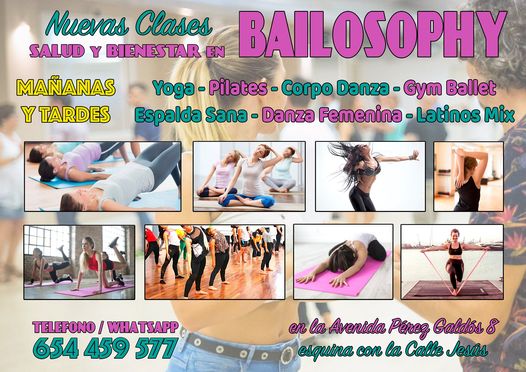 Nuevas Clases
SALUD Y BIENESTAR EN
BAILOSOPHY
MAÑANAS
Y TARDES
Yoga - Pilates - Corpo Danza - Gym Ballet
Espalda Sana - Danza Femenina - Latinos Mix
TELEFONO / WHATSAPP
654 459 577
en la Avenida Pérez Galdós 8
esquina con la Calle Jesús